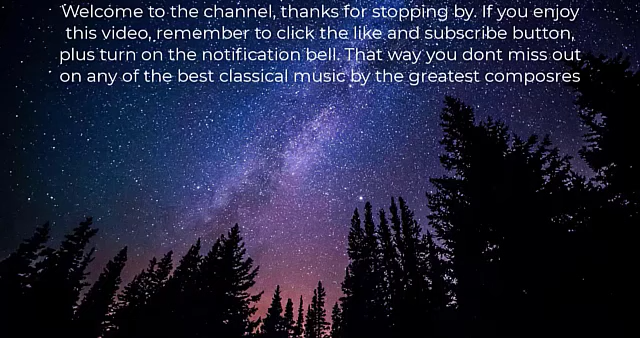 Welcome to the channel, thanks for stopping by. If you enjoy
this video, remember to click the like and subscribe button,
plus turn on the notification bell. That way you dont miss out
on any of the best classical music by the greatest compos​res